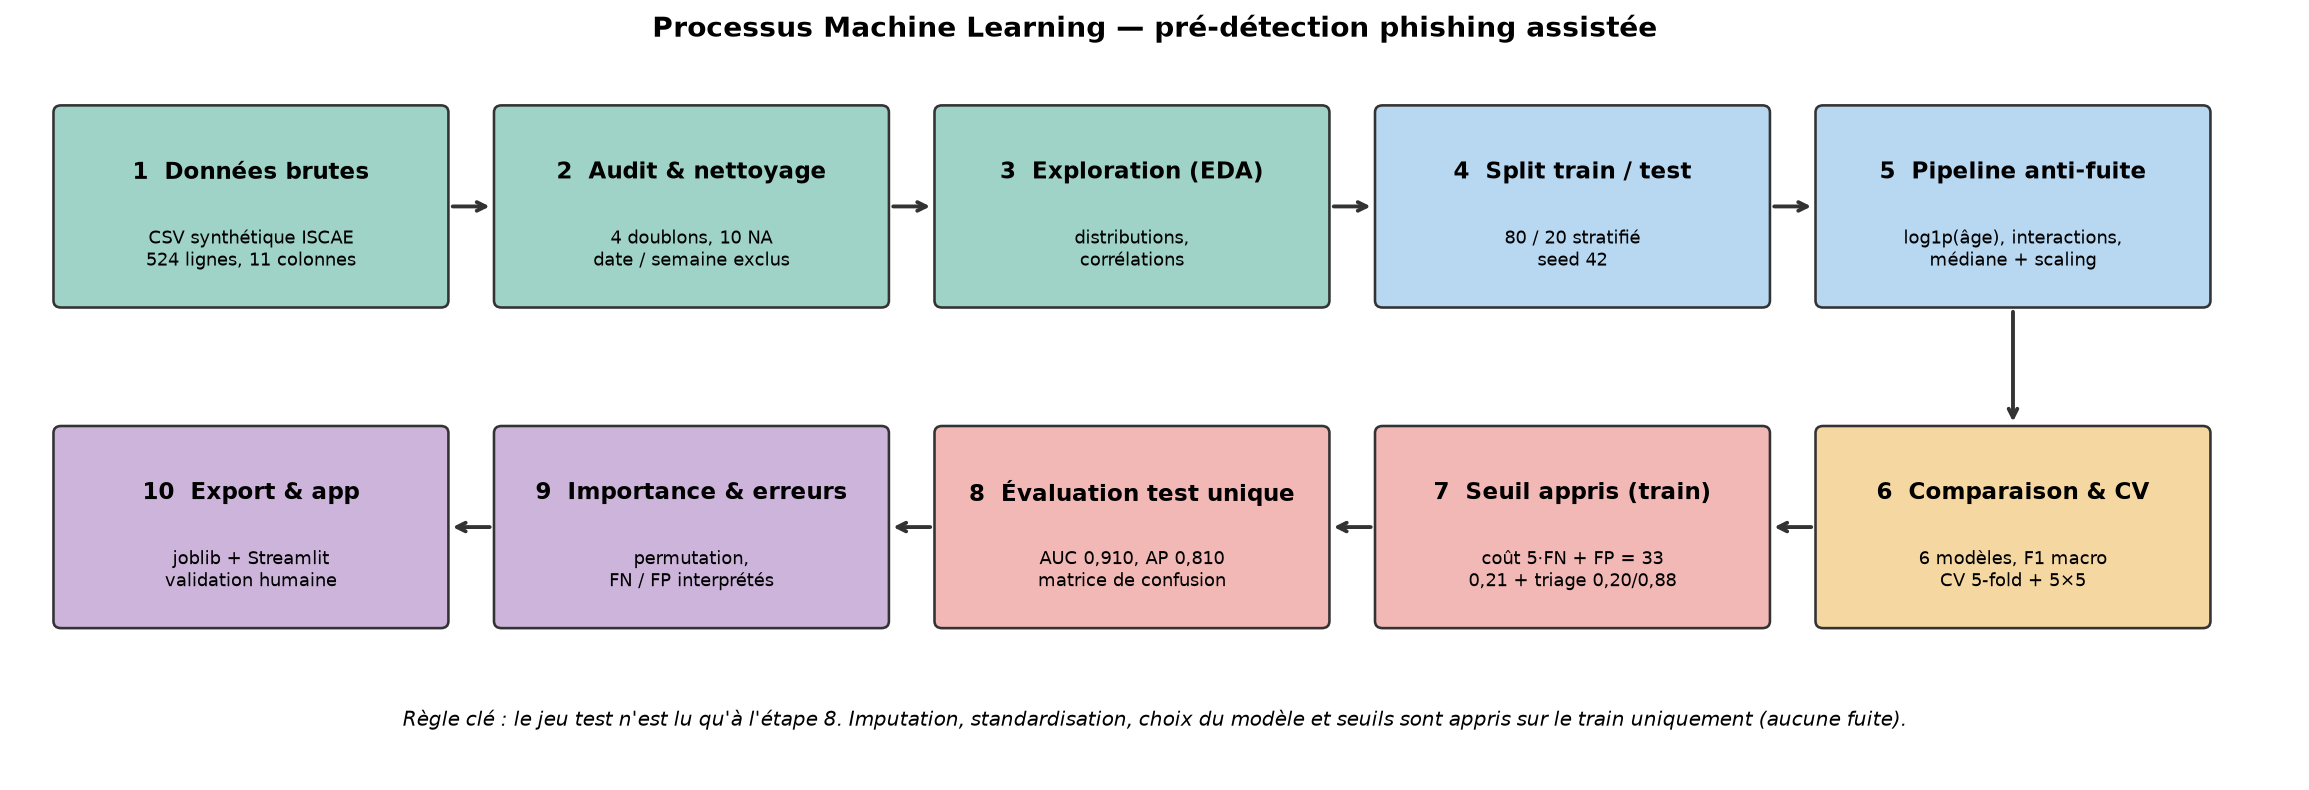 Processus Machine Learning — pré-détection phishing assistée
1 Données brutes
CSV synthétique ISCAE
524 lignes, 11 colonnes
2 Audit & nettoyage
4 doublons, 10 NA
date / semaine exclus
3 Exploration (EDA)
distributions,
corrélations
4 Split train / test
80 / 20 stratifié
seed 42
5 Pipeline anti-fuite
log1p(âge), interactions,
médiane + scaling
6 Comparaison & CV
6 modèles, F1 macro
CV 5-fold + 5×5
7 Seuil appris (train)
coût 5·FN + FP = 33
0,21 + triage 0,20/0,88
8 Évaluation test unique
AUC 0,910, AP 0,810
matrice de confusion
9 Importance & erreurs
permutation,
FN / FP interprétés
10 Export & app
joblib + Streamlit
validation humaine
Règle clé : le jeu test n'est lu qu'à l'étape 8. Imputation, standardisation, choix du modèle et seuils sont appris sur le train uniquement (aucune fuite).